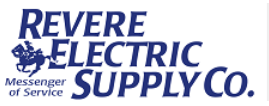 REVERE
ELECTRIC
Messenger
of Service
SUPPLY CO.